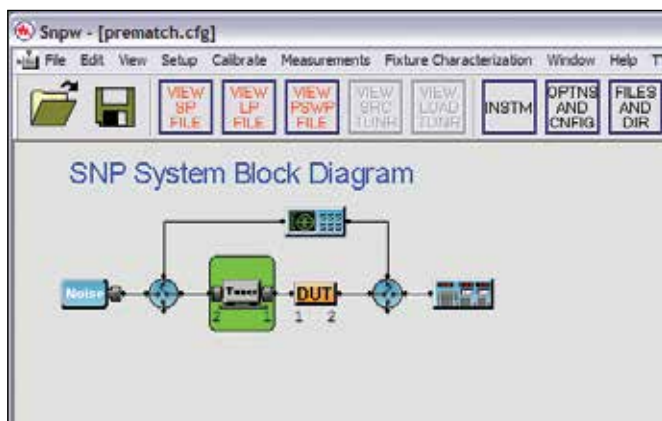 Snpw - [prematch.cfg]
File Edit View Setup Calibrate Measurements Fixture Characterization Window Help
VIEW SP FILE
VIEW LP FILE
VIEW PSWP FILE
VIEW SRC TUNR
VIEW LOAD TUNR
INSTM
OPTNS AND CNFIG
FILES AND DIR
SNP System Block Diagram
Noise
Tuner
DUT
2 1 1 2